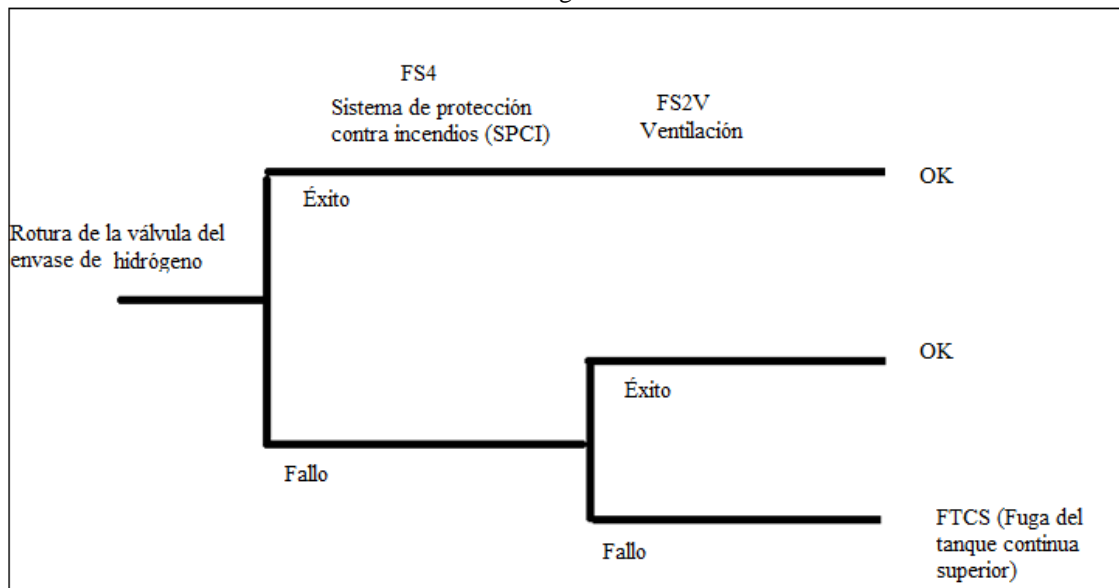 FS4
Sistema de protección
contra incendios (SPCI)
FS2V
Ventilación
OK
Éxito
Rotura de la válvula del
envase de hidrógeno
OK
Éxito
Fallo
FTCS (Fuga del
tanque continua
superior)
Fallo